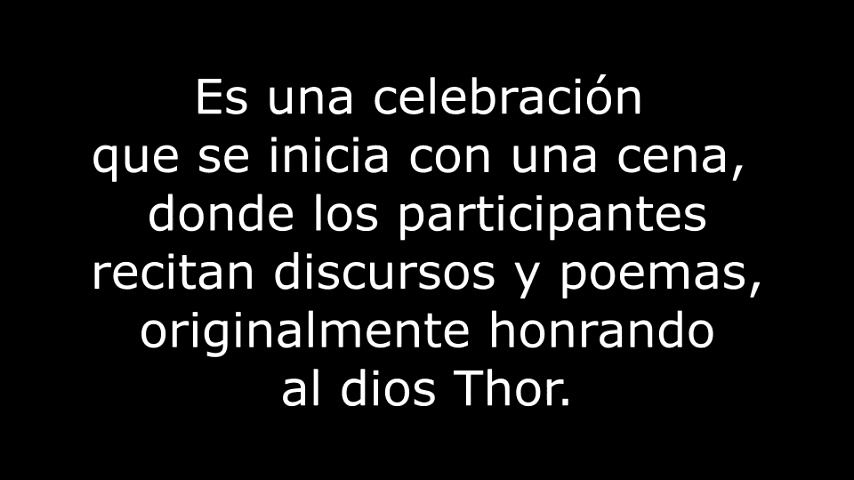 Es una celebración
que se inicia con una cena,
donde los participantes
recitan discursos y poemas,
originalmente honrando
al dios Thor.